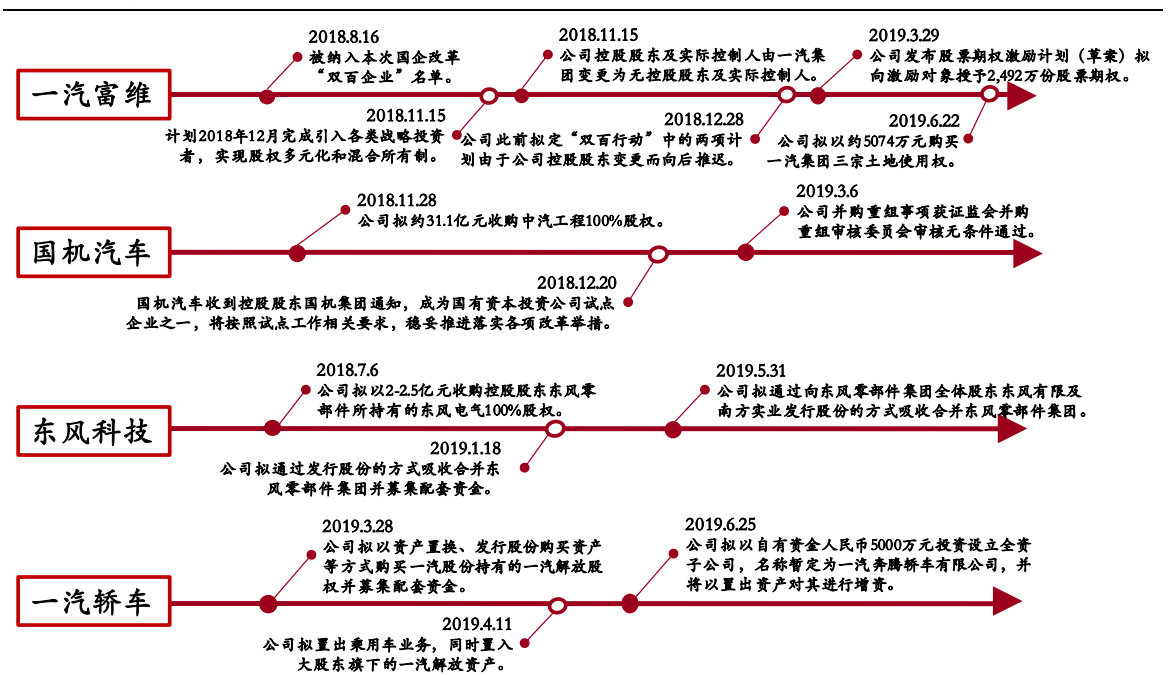 一汽富维
2018.8.16
被纳入本次国企改革
“双百企业”名单。
2018.11.15
计划2018年12月完成引入各类战略投资
者，实现股权多元化和混合所有制。
2018.11.15
公司控股股东及实际控制人由一汽集
团变更为无控股股东及实际控制人。
2018.12.28
公司此前拟定“双百行动”中的两项计
划由于公司控股股东变更而向后推迟。
2019.3.29
公司发布股票期权激励计划（草案）拟
向激励对象授予2,492万份股票期权。
2019.6.22
公司拟以约5074万元购买
一汽集团三宗土地使用权。
国机汽车
2018.11.28
公司拟约31.1亿元收购中汽工程100%股权。
2018.12.20
国机汽车收到控股股东国机集团通知，成为国有资本投资公司试点
企业之一，将按照试点工作相关要求，稳妥推进落实各项改革举措。
2019.3.6
公司并购重组事项获证监会并购
重组审核委员会审核无条件通过。
东风科技
2018.7.6
公司拟以2-2.5亿元收购控股股东东风零
部件所持有的东风电气100%股权。
2019.1.18
公司拟通过发行股份的方式吸收合并东
风零部件集团并募集配套资金。
2019.5.31
公司拟通过向东风零部件集团全体股东东风有限及
南方实业发行股份的方式吸收合并东风零部件集团。
一汽轿车
2019.3.28
公司拟以资产置换、发行股份购买资产
等方式购买一汽股份持有的一汽解放股
权并募集配套资金。
2019.4.11
公司拟置出乘用车业务，同时置入
大股东旗下的一汽解放资产。
2019.6.25
公司拟以自有资金人民币5000万元投资设立全资
子公司，名称暂定为一汽奔腾轿车有限公司，并
将以置出资产对其进行增资。